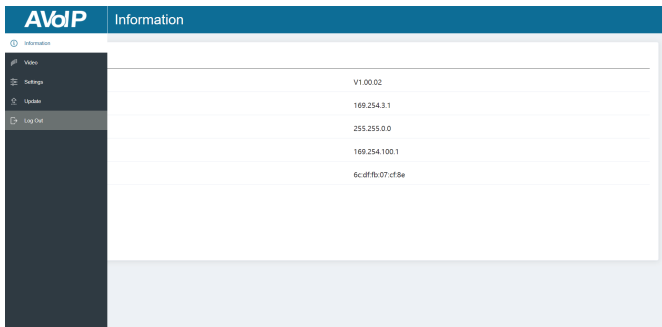 AVoIP
Information
Information
Video
Settings
Update
Log Out
V1.00.02
169.254.3.1
255.255.0.0
169.254.100.1
6c:df:fb:07:cf:8e